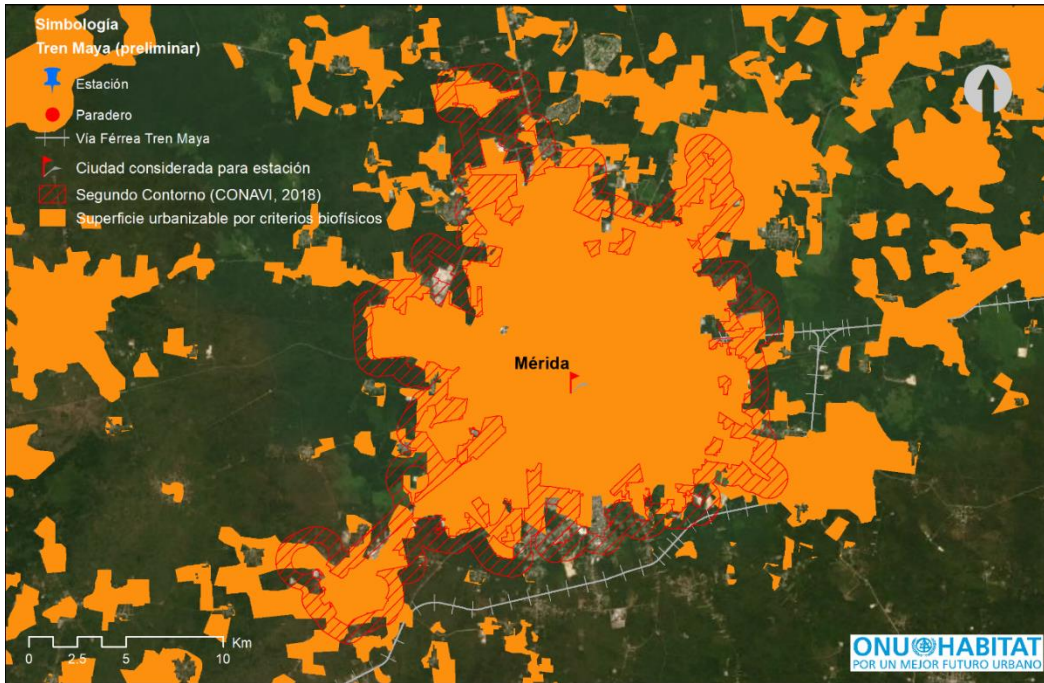 Simbología
Tren Maya (preliminar)
Estación
Paradero
Vía Férrea Tren Maya
Ciudad considerada para estación
Segundo Contorno (CONAVI, 2018)
Superficie urbanizable por criterios biofísicos
Mérida
Km
0 2.5 5 10
ONU HABITAT
POR UN MEJOR FUTURO URBANO